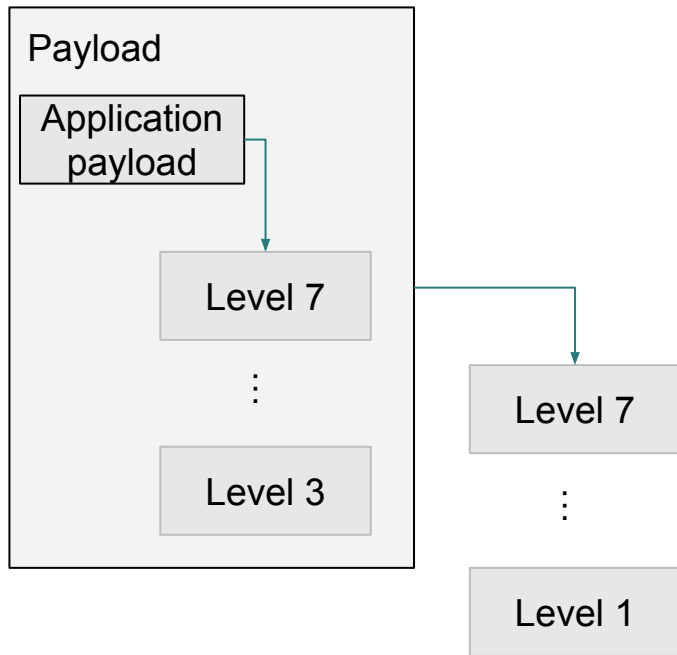 Payload
Application
payload
Level 7
⋮
Level 3
Level 7
⋮
Level 1